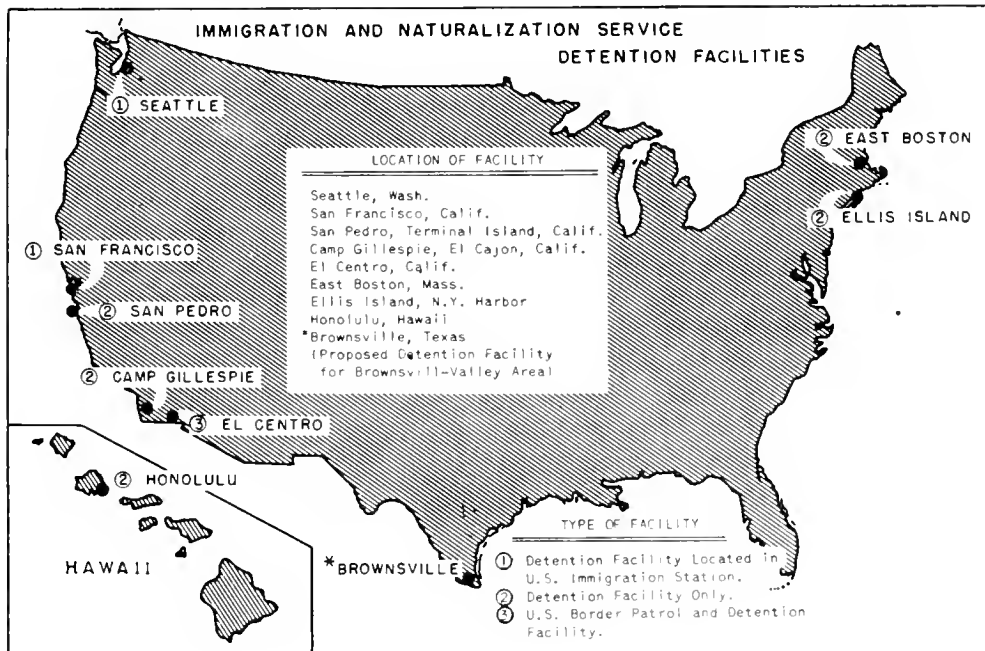 IMMIGRATION AND NATURALIZATION SERVICE
DETENTION FACILITIES
① SEATTLE
② EAST BOSTON
② ELLIS ISLAND
LOCATION OF FACILITY
Seattle, Wash.
San Francisco, Calif.
San Pedro, Terminal Island, Calif.
Camp Gillespie, El Cajon, Calif.
El Centro, Calif.
East Boston, Mass.
Ellis Island, N.Y. Harbor
Honolulu, Hawaii
*Brownsville, Texas
(Proposed Detention Facility
for Brownsvill-Valley Area)
① SAN FRANCISCO
② SAN PEDRO
② CAMP GILLESPIE
③ EL CENTRO
② HONOLULU
HAWAII
*BROWNSVILLE
TYPE OF FACILITY
① Detention Facility Located in
U.S. Immigration Station.
② Detention Facility Only.
③ U.S. Border Patrol and Detention
Facility.